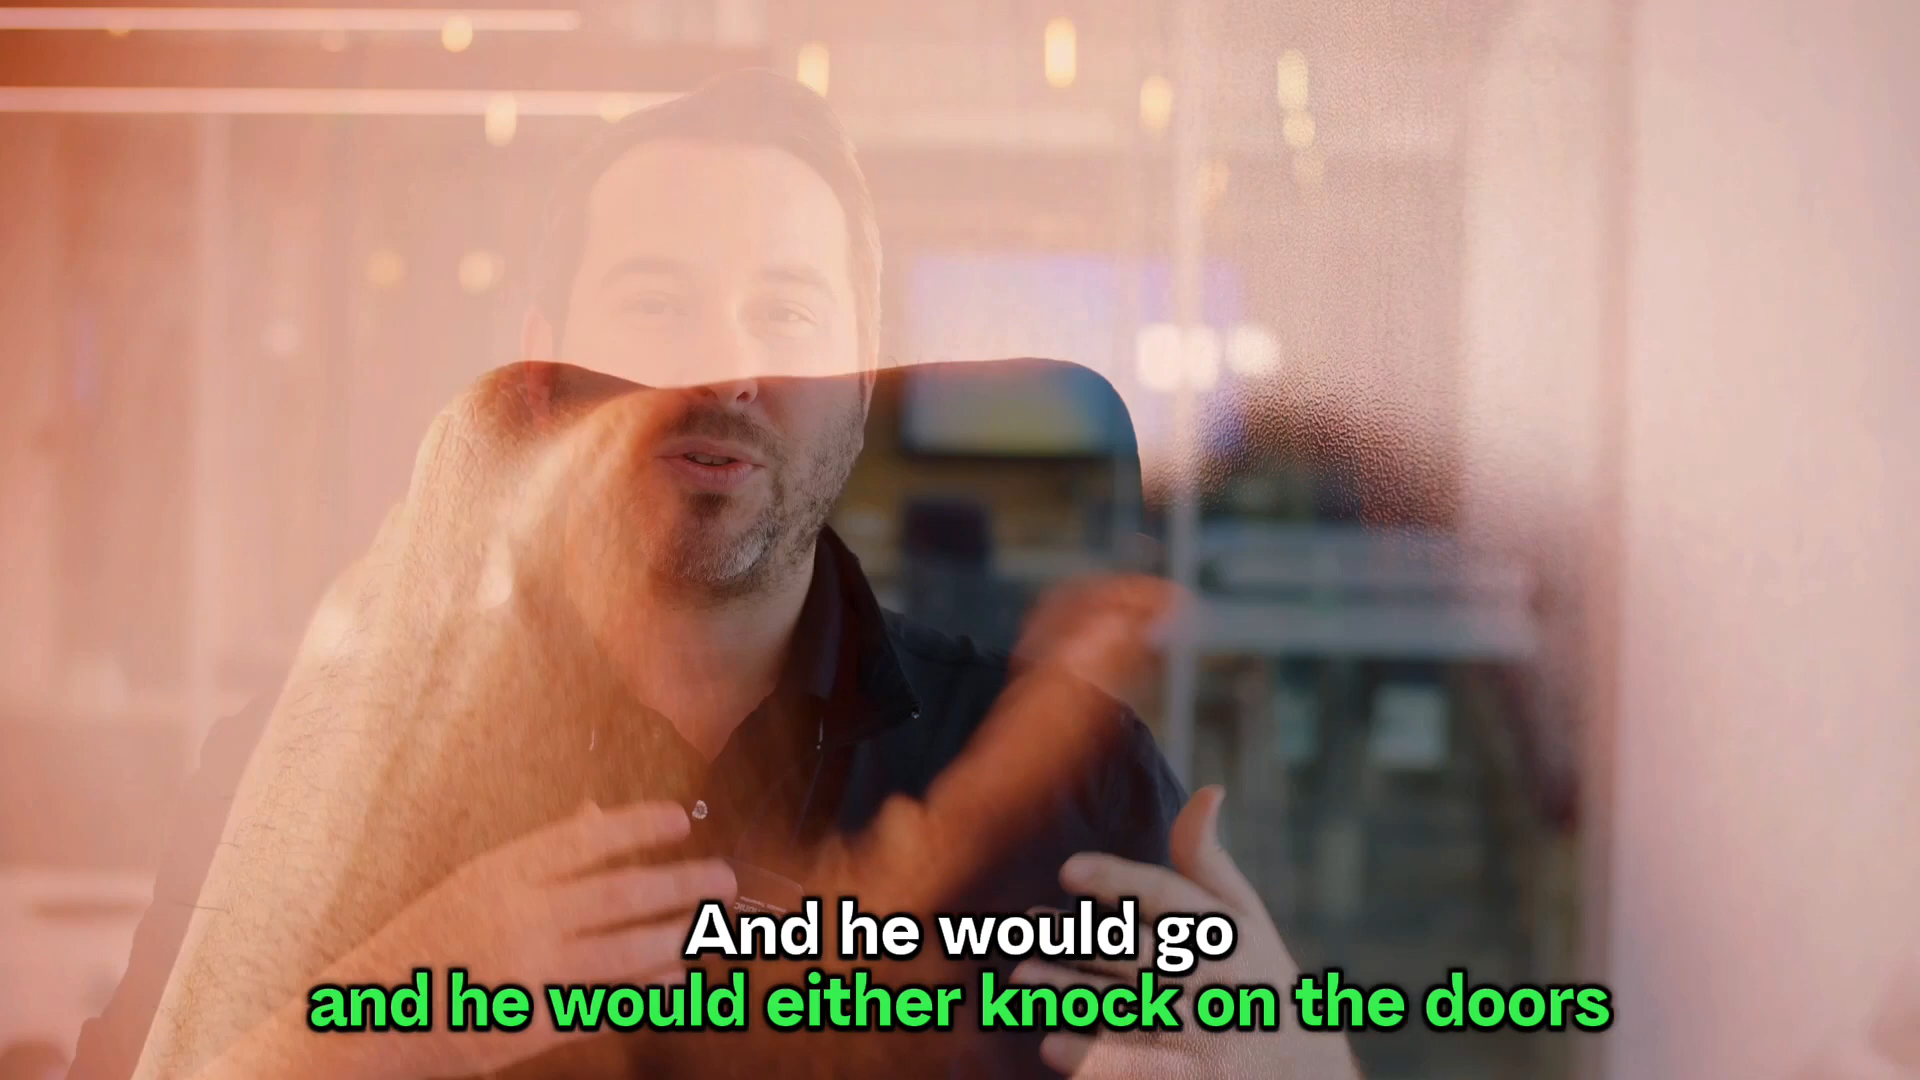 And he would go
and he would either knock on the doors